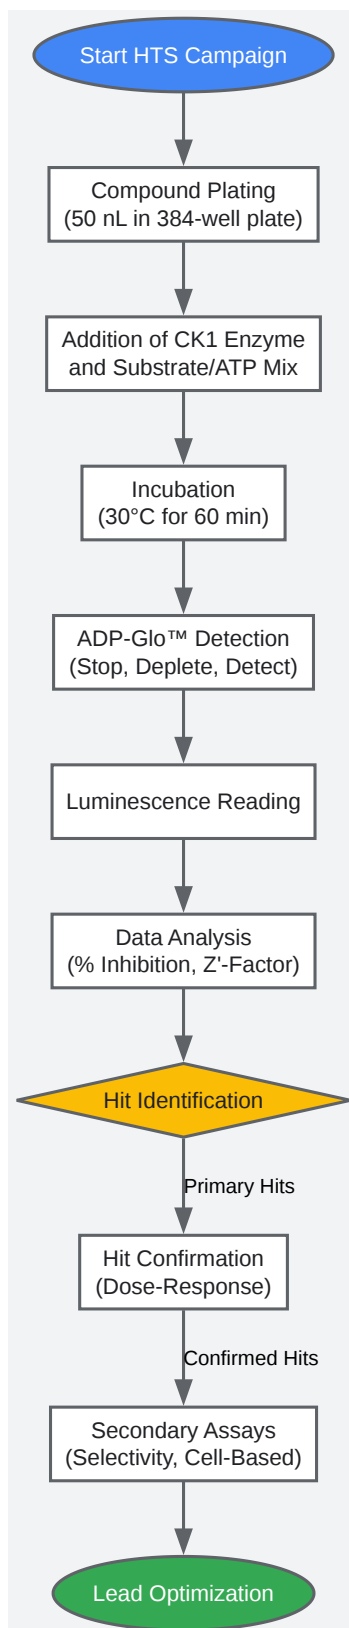 Start HTS Campaign
Compound Plating
(50 nL in 384-well plate)
Addition of CK1 Enzyme
and Substrate/ATP Mix
Incubation
(30°C for 60 min)
ADP-Glo™ Detection
(Stop, Deplete, Detect)
Luminescence Reading
Data Analysis
(% Inhibition, Z'-Factor)
Hit Identification
Primary Hits
Hit Confirmation
(Dose-Response)
Confirmed Hits
Secondary Assays
(Selectivity, Cell-Based)
Lead Optimization